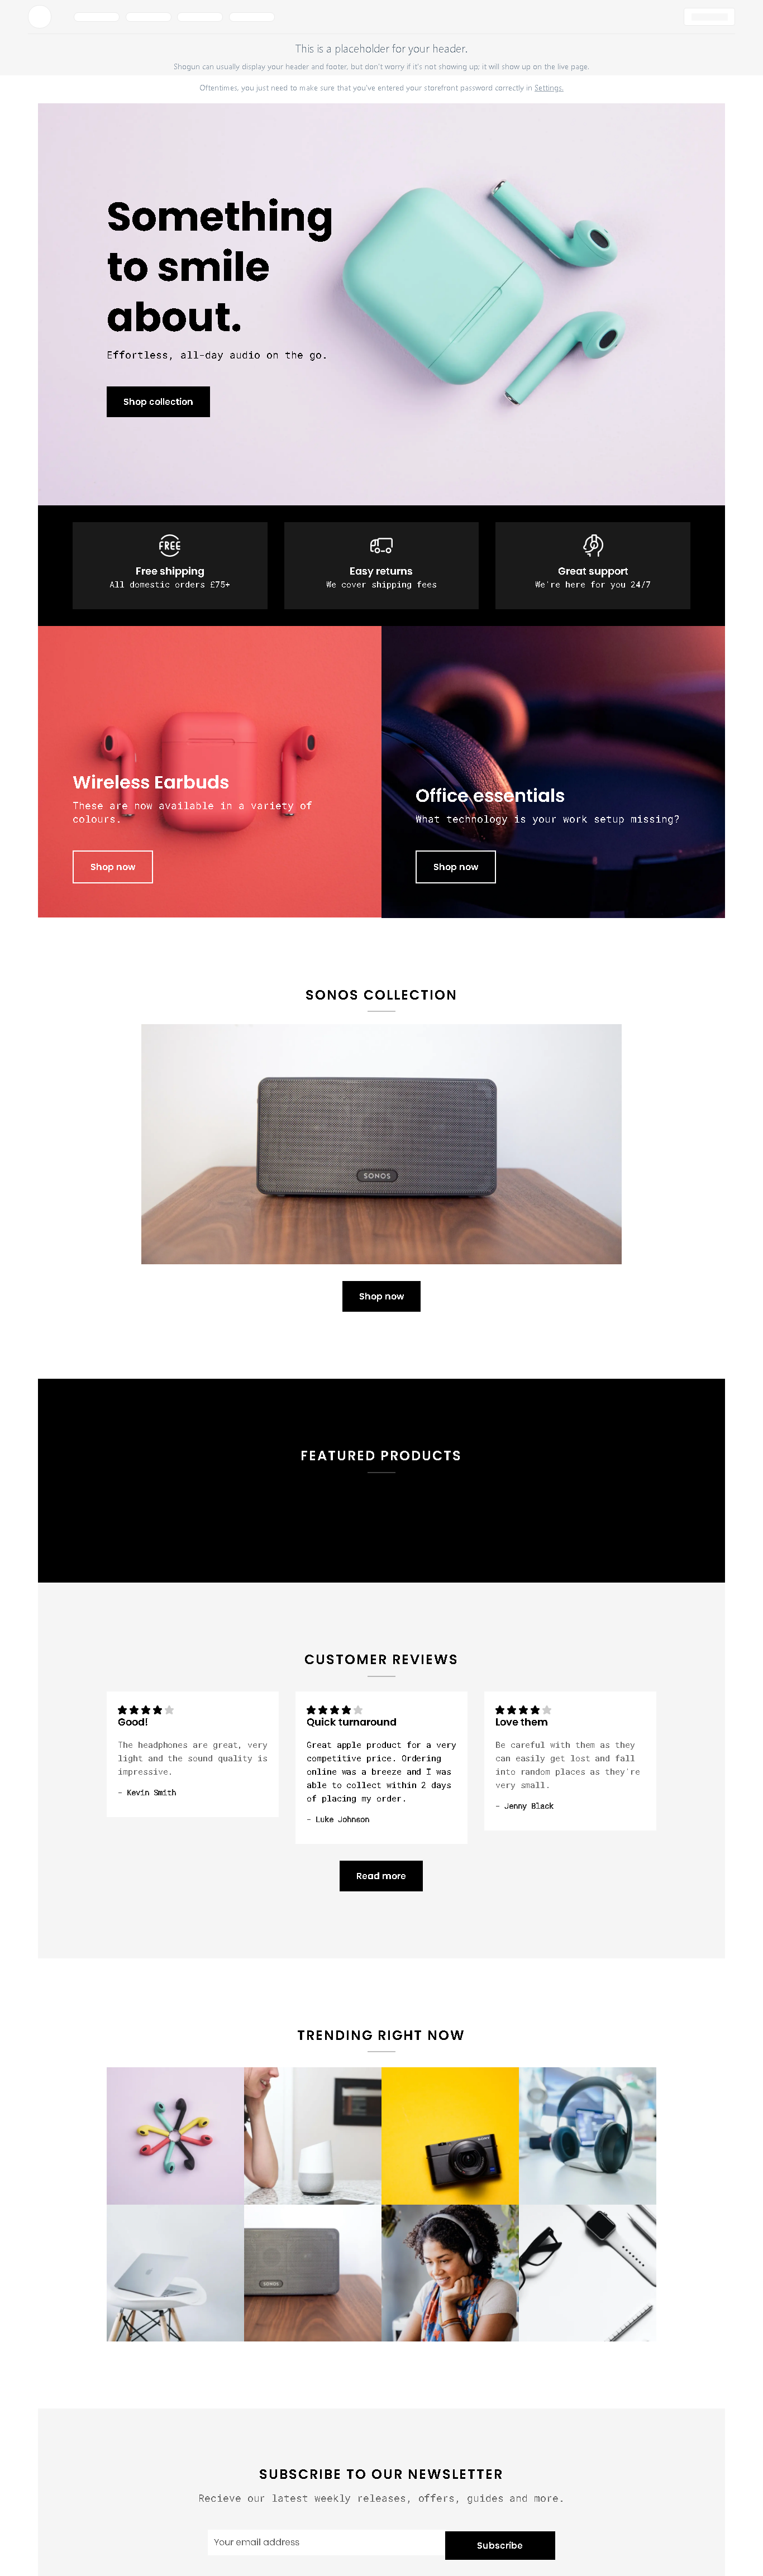 This is a placeholder for your header.
Shogun can usually display your header and footer, but don't worry if it's not showing up; it will show up on the live page.
Oftentimes, you just need to make sure that you've entered your storefront password correctly in Settings.
Something
to smile
about.
Effortless, all-day audio on the go.
Shop collection
FREE
Free shipping
All domestic orders £75+
Easy returns
We cover shipping fees
Great support
We're here for you 24/7
Wireless Earbuds
These are now available in a variety of
colours.
Shop now
Office essentials
What technology is your work setup missing?
Shop now
SONOS COLLECTION
SONOS
Shop now
FEATURED PRODUCTS
CUSTOMER REVIEWS
Good!
The headphones are great, very
light and the sound quality is
impressive.
- Kevin Smith
Quick turnaround
Great apple product for a very
competitive price. Ordering
online was a breeze and I was
able to collect within 2 days
of placing my order.
- Luke Johnson
Love them
Be careful with them as they
can easily get lost and fall
into random places as they're
very small.
- Jenny Black
Read more
TRENDING RIGHT NOW
SONOS
SUBSCRIBE TO OUR NEWSLETTER
Recieve our latest weekly releases, offers, guides and more.
Your email address
Subscribe